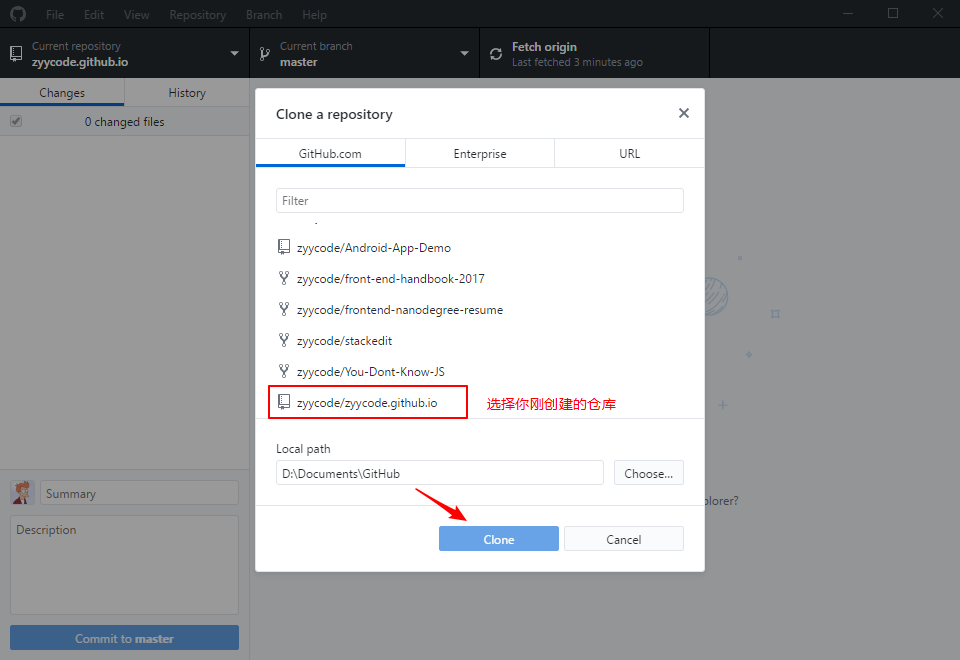 File Edit View Repository Branch Help
Current repository
zyycode.github.io
Current branch
master
Fetch origin
Last fetched 3 minutes ago
Changes History
0 changed files
Clone a repository
GitHub.com Enterprise URL
Filter
zyycode/Android-App-Demo
zyycode/front-end-handbook-2017
zyycode/frontend-nanodegree-resume
zyycode/stackedit
zyycode/You-Dont-Know-JS
zyycode/zyycode.github.io 选择你刚创建的仓库
Local path
D:\Documents\GitHub Choose...
Clone Cancel
plorer?
Summary
Description
Commit to master